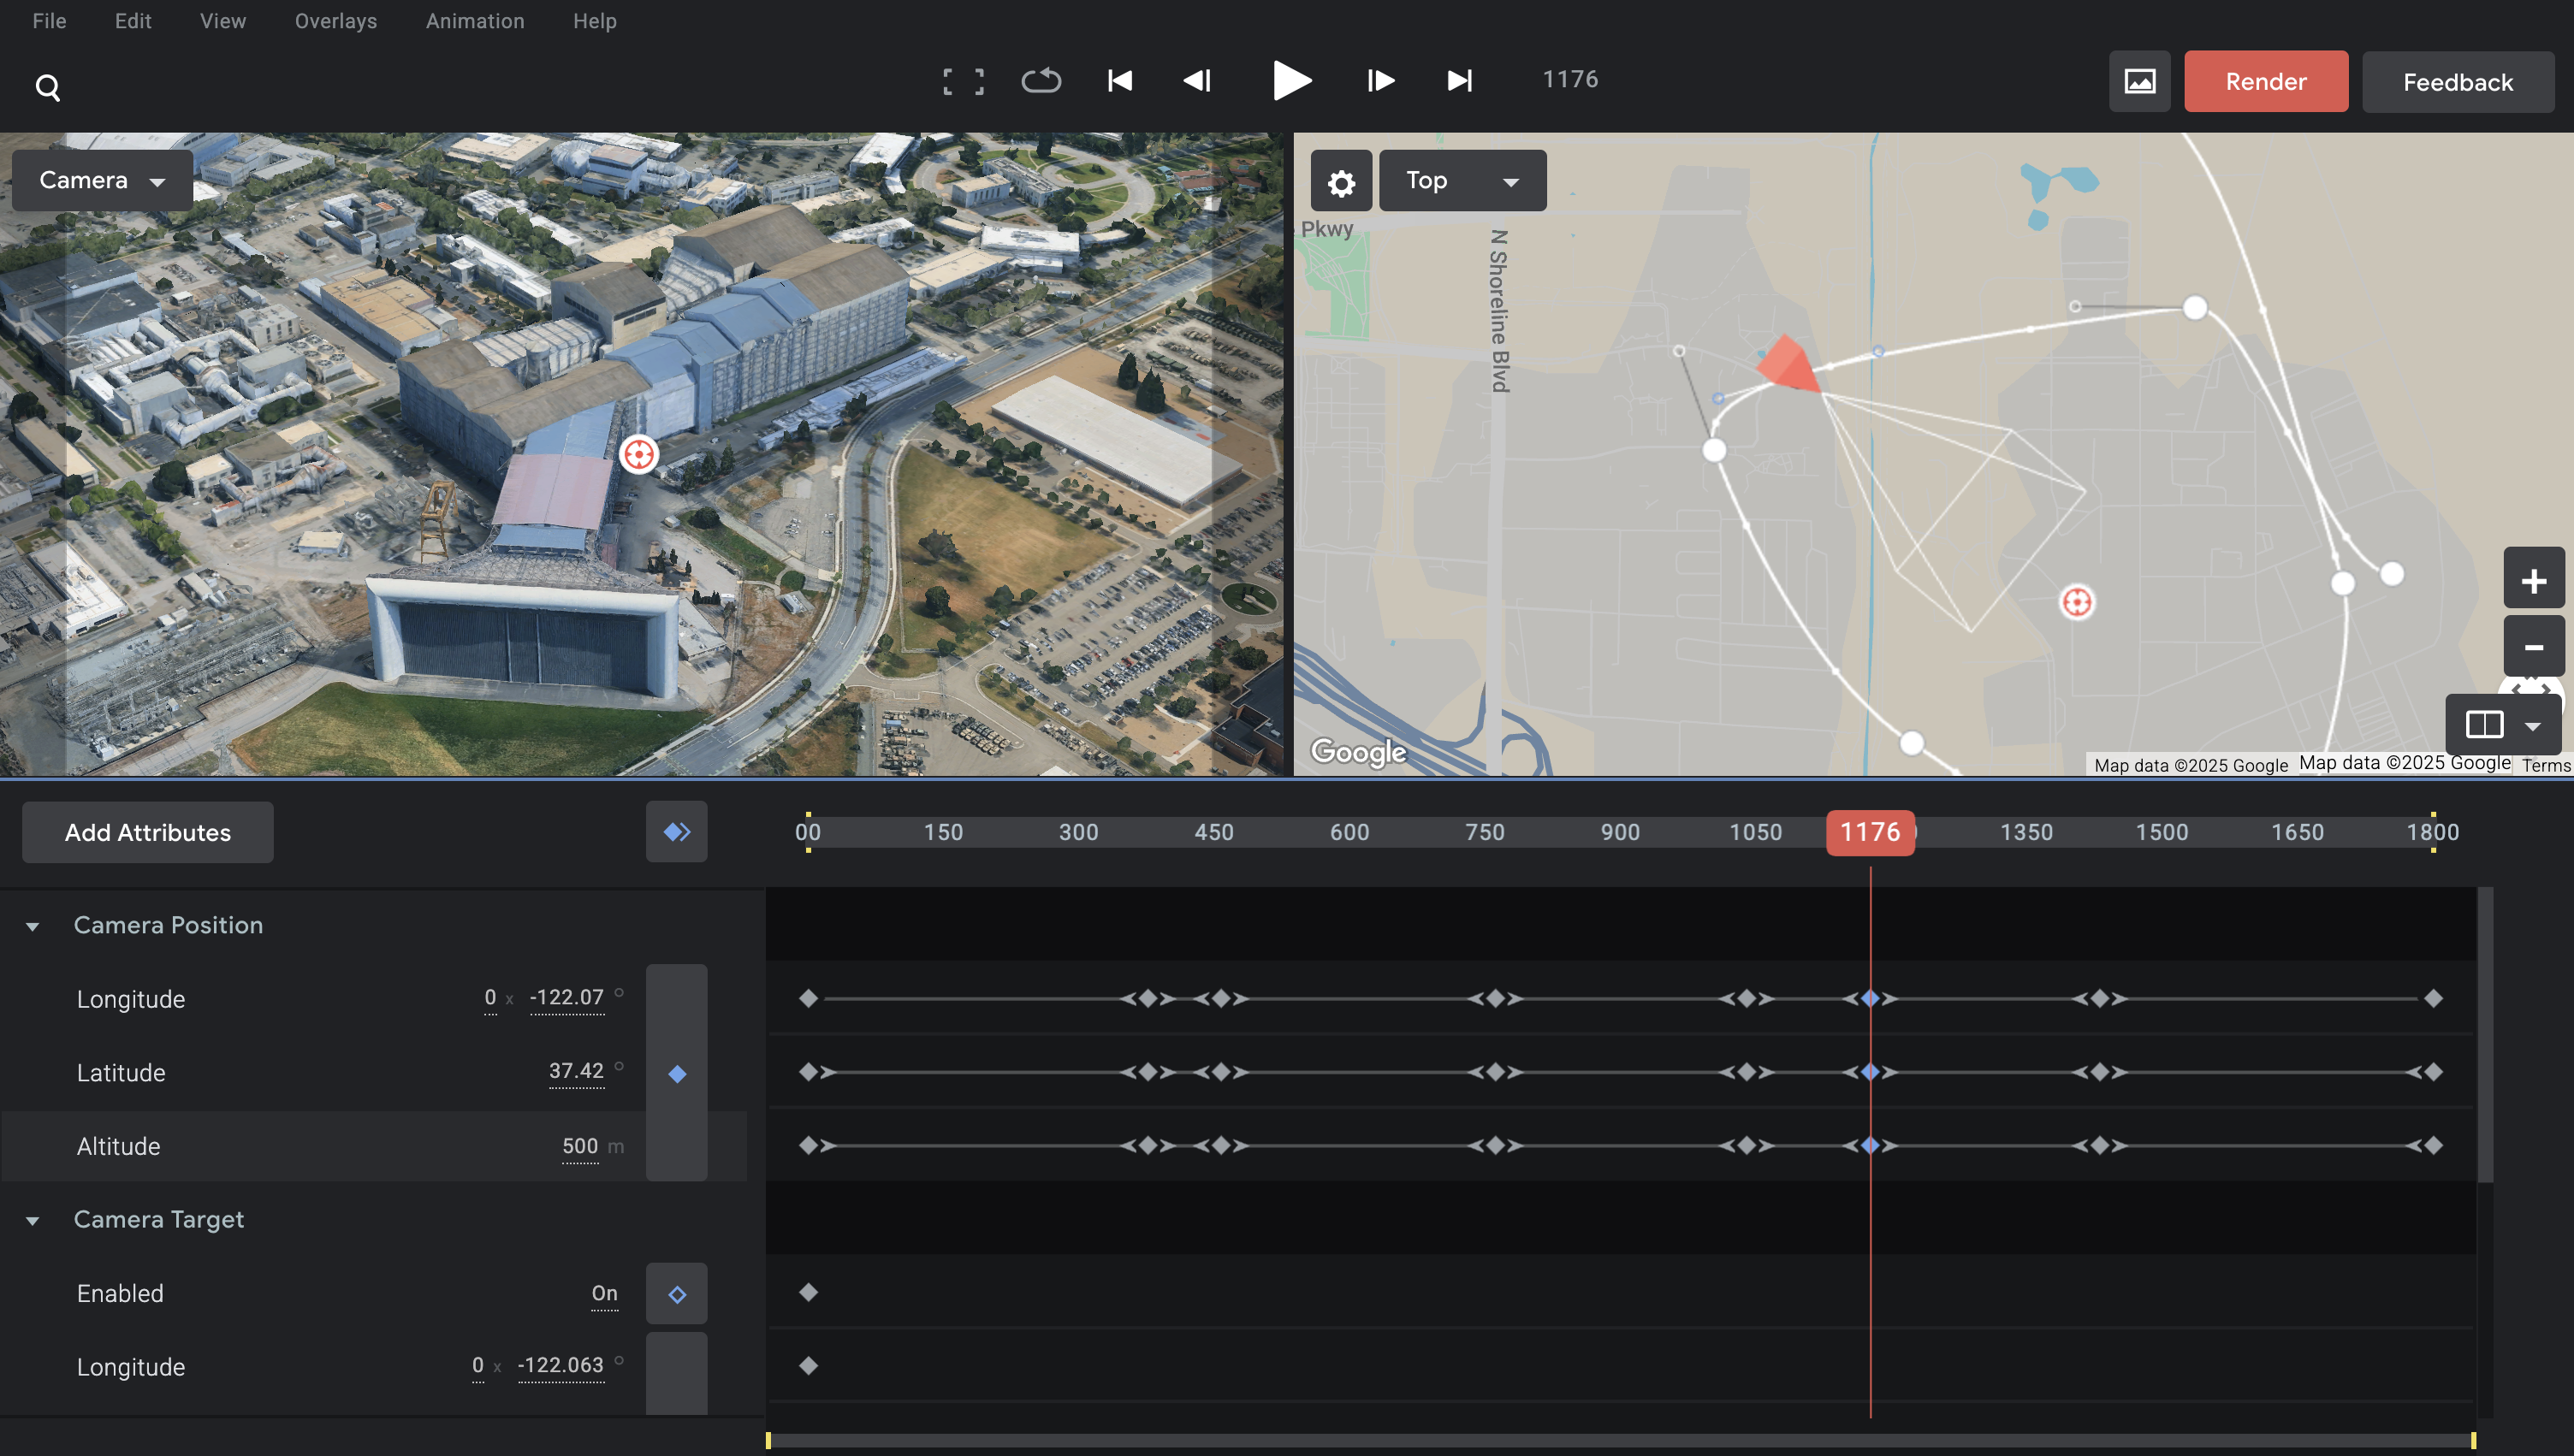 File Edit View Overlays Animation Help
1176
Render
Feedback
Camera
Top
Pkwy
N Shoreline Blvd
Google
Map data ©2025 Google Map data ©2025 Google Terms
Add Attributes
00 150 300 450 600 750 900 1050 1176 1350 1500 1650 1800
Camera Position
Longitude 0 x -122.07 °
Latitude 37.42 °
Altitude 500 m
Camera Target
Enabled On
Longitude 0 x -122.063 °